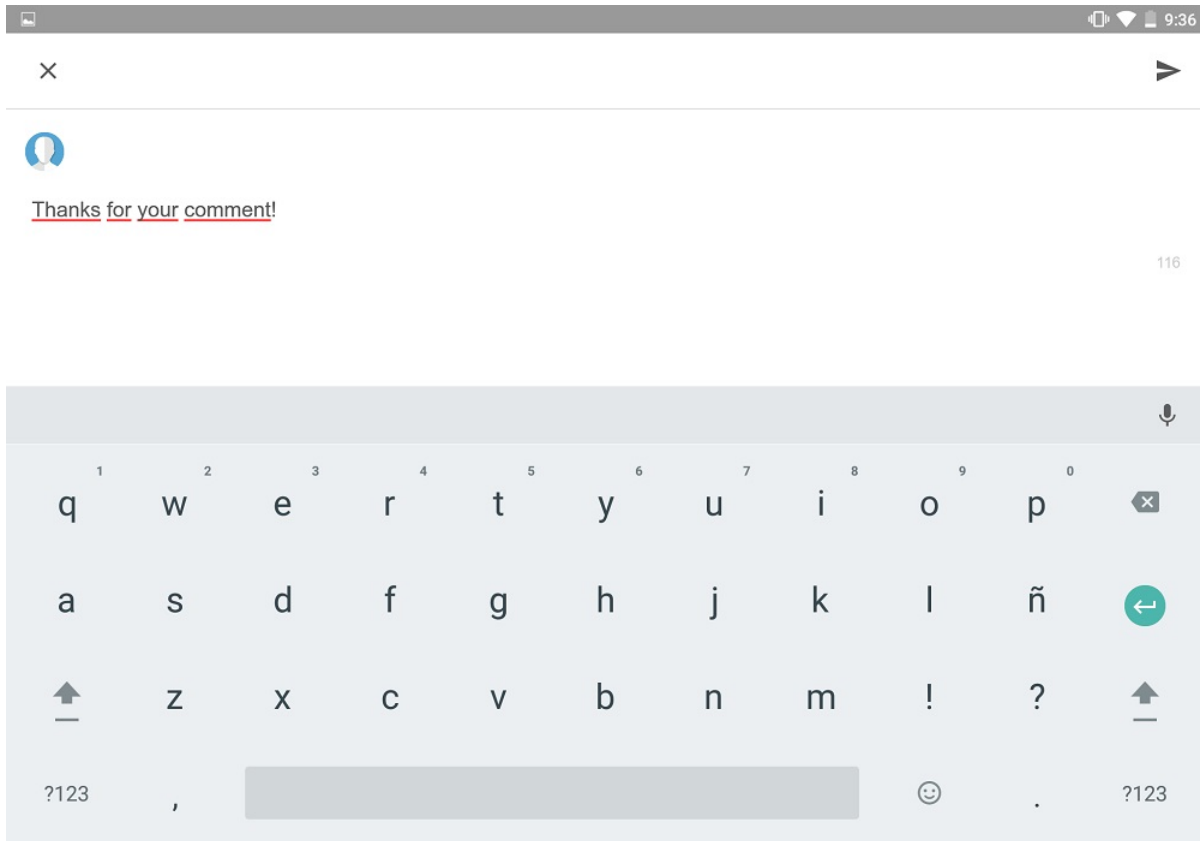 9:36
Thanks for your comment!
116
1 2 3 4 5 6 7 8 9 0
q w e r t y u i o p
a s d f g h j k l ñ
z x c v b n m ! ?
?123 , . ?123